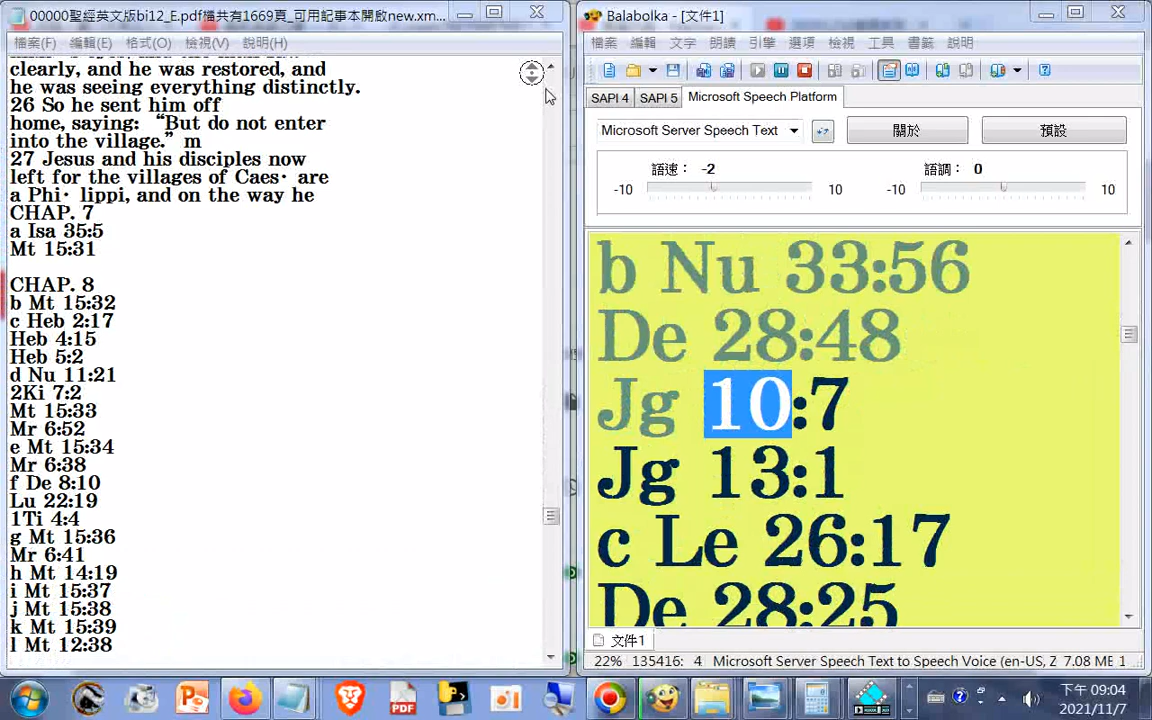 00000聖經英文版bi12_E.pdf檔共有1669頁_可用記事本開啟new.xm...
檔案(F) 編輯(E) 格式(O) 檢視(V) 說明(H)
clearly, and he was restored, and
he was seeing everything distinctly.
26 So he sent him off
home, saying: “But do not enter
into the village.” m
27 Jesus and his disciples now
left for the villages of Caes· are
a Phi· lippi, and on the way he
CHAP. 7
a Isa 35:5
Mt 15:31
CHAP. 8
b Mt 15:32
c Heb 2:17
Heb 4:15
Heb 5:2
d Nu 11:21
2Ki 7:2
Mt 15:33
Mr 6:52
e Mt 15:34
Mr 6:38
f De 8:10
Lu 22:19
1Ti 4:4
g Mt 15:36
Mr 6:41
h Mt 14:19
i Mt 15:37
j Mt 15:38
k Mt 15:39
l Mt 12:38
Balabolka - [文件1]
檔案 編輯 文字 朗讀 引擎 選項 檢視 工具 書籤 說明
SAPI 4 SAPI 5 Microsoft Speech Platform
Microsoft Server Speech Text 關於 預設
語速： -2 語調： 0
-10 10 -10 10
b Nu 33:56
De 28:48
Jg 10:7
Jg 13:1
c Le 26:17
De 28:25
文件1
22% 135416: 4 Microsoft Server Speech Text to Speech Voice (en-US, Z 7.08 ME 1
PDF
下午 09:04
2021/11/7